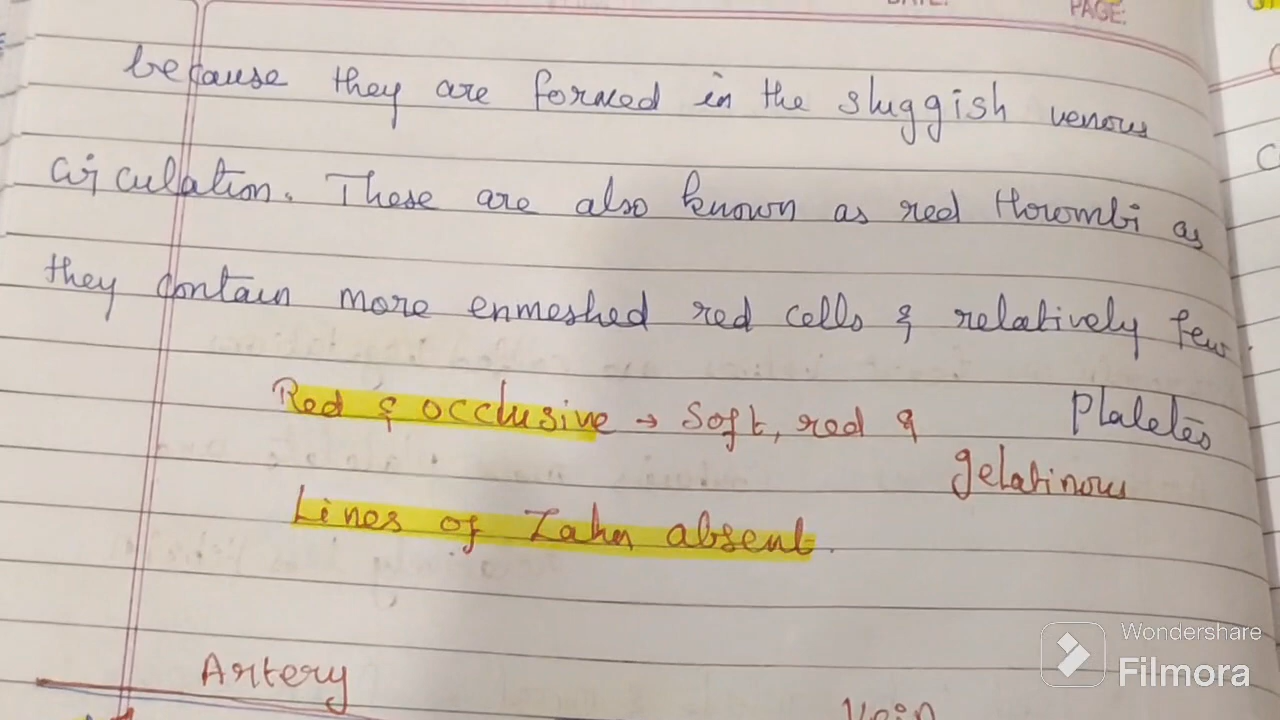 PAGE:
because they are formed in the sluggish venous
circulation. These are also known as red thrombi as
they contain more enmeshed red cells & relatively few
Platelets
Red & occlusive → Soft, red &
gelatinous
Lines of Zahn absent.
Artery
Vein
Wondershare
Filmora